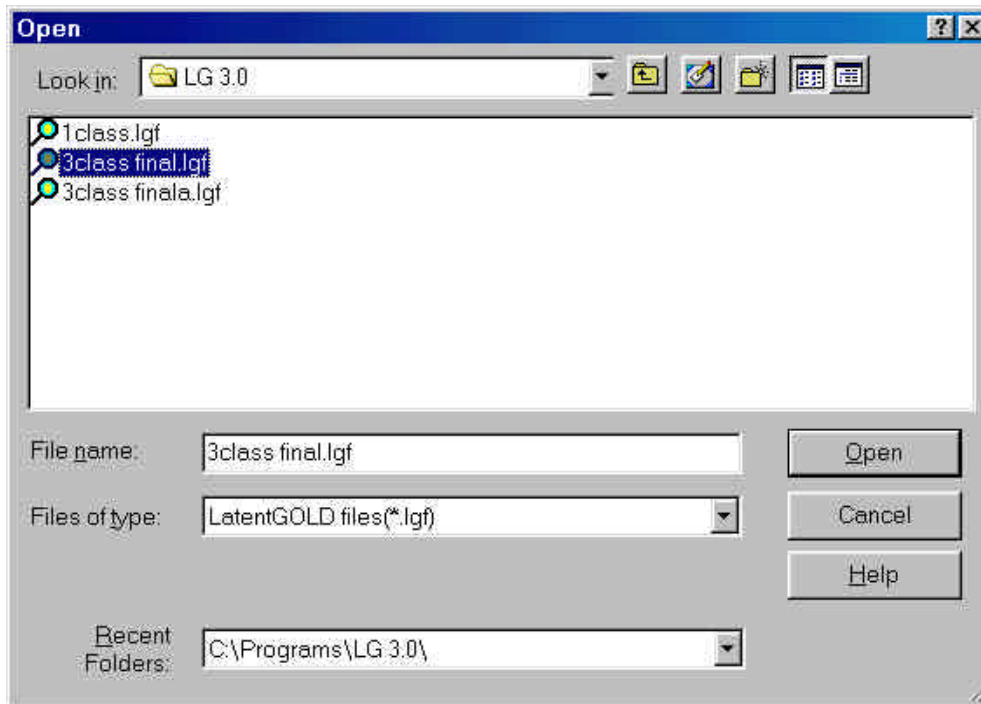 Open
Look in: LG 3.0
1class.lgf
3class final.lgf
3class finala.lgf
File name: 3class final.lgf Open
Files of type: LatentGOLD files(*.lgf) Cancel
Help
Recent
Folders: C:\Programs\LG 3.0\